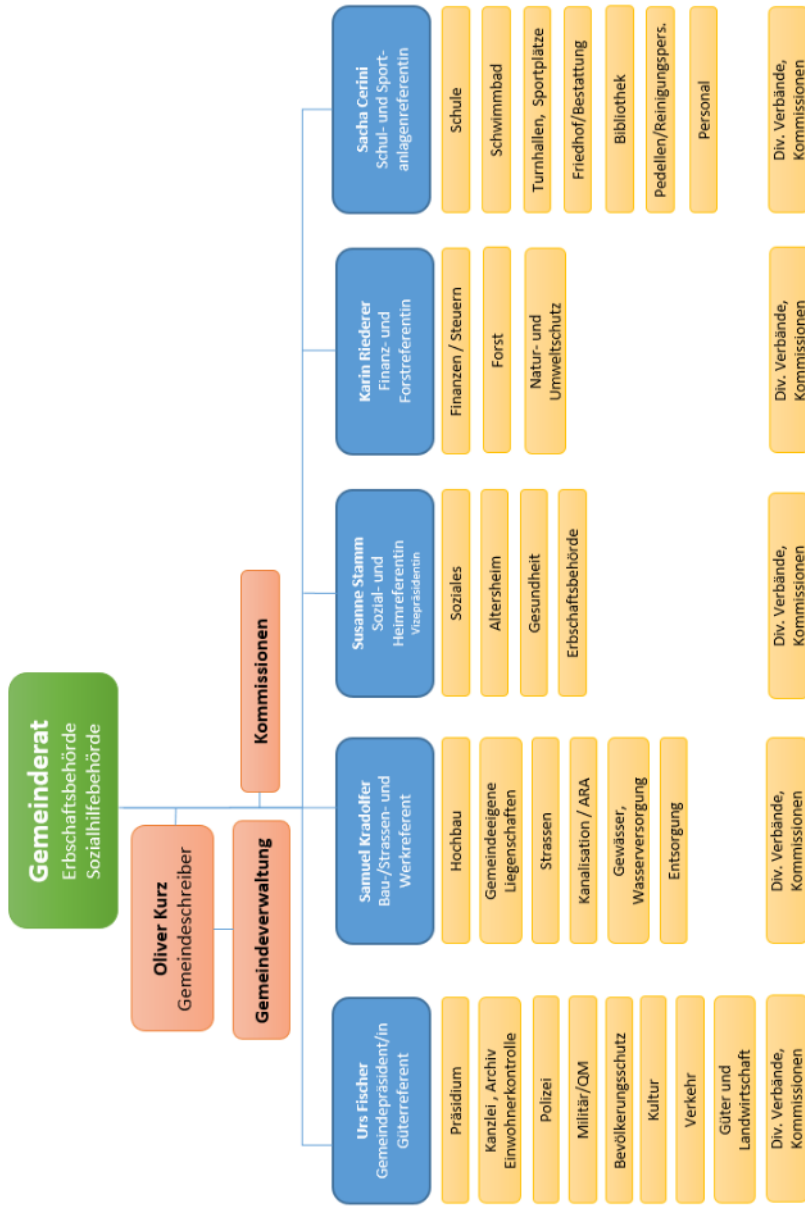 Gemeinderat
Erbschaftsbehörde
Sozialhilfebehörde
Oliver Kurz
Gemeindeschreiber
Gemeindeverwaltung
Kommissionen
Urs Fischer
Gemeindepräsident/in
Güterreferent
Präsidium
Kanzlei , Archiv
Einwohnerkontrolle
Polizei
Militär/QM
Bevölkerungsschutz
Kultur
Verkehr
Güter und
Landwirtschaft
Div. Verbände,
Kommissionen
Samuel Kradolfer
Bau-/Strassen- und
Werkreferent
Hochbau
Gemeindeeigene
Liegenschaften
Strassen
Kanalisation / ARA
Gewässer,
Wasserversorgung
Entsorgung
Div. Verbände,
Kommissionen
Susanne Stamm
Sozial- und
Heimreferentin
Vizepräsidentin
Soziales
Altersheim
Gesundheit
Erbschaftsbehörde
Div. Verbände,
Kommissionen
Karin Riederer
Finanz- und
Forstreferentin
Finanzen / Steuern
Forst
Natur- und
Umweltschutz
Div. Verbände,
Kommissionen
Sacha Cerini
Schul- und Sport-
anlagenreferentin
Schule
Schwimmbad
Turnhallen, Sportplätze
Friedhof/Bestattung
Bibliothek
Pedellen/Reinigungspers.
Personal
Div. Verbände,
Kommissionen